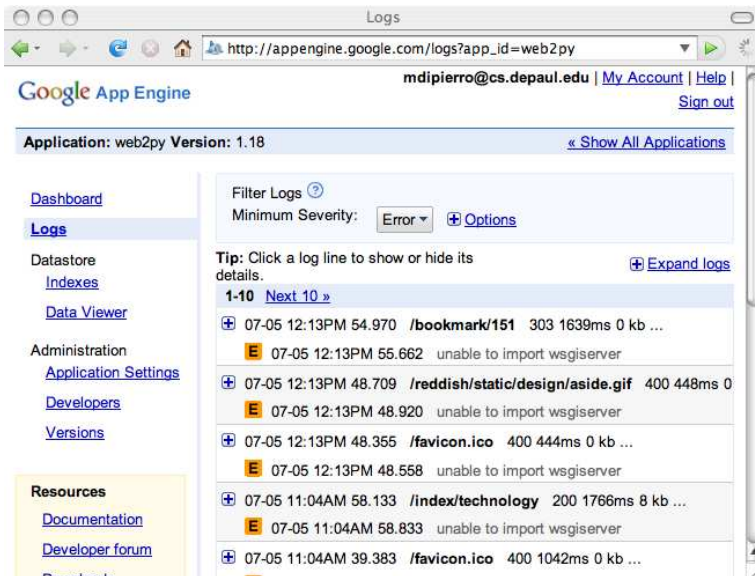 Logs
http://appengine.google.com/logs?app_id=web2py
Google App Engine
mdipierro@cs.depaul.edu | My Account | Help |
Sign out
Application: web2py Version: 1.18
« Show All Applications
Dashboard
Logs
Datastore
Indexes
Data Viewer
Administration
Application Settings
Developers
Versions
Resources
Documentation
Developer forum
Filter Logs ?
Minimum Severity: Error Options
Tip: Click a log line to show or hide its
details.
Expand logs
1-10 Next 10 »
07-05 12:13PM 54.970 /bookmark/151 303 1639ms 0 kb ...
E 07-05 12:13PM 55.662 unable to import wsgiserver
07-05 12:13PM 48.709 /reddish/static/design/aside.gif 400 448ms 0
E 07-05 12:13PM 48.920 unable to import wsgiserver
07-05 12:13PM 48.355 /favicon.ico 400 444ms 0 kb ...
E 07-05 12:13PM 48.558 unable to import wsgiserver
07-05 11:04AM 58.133 /index/technology 200 1766ms 8 kb ...
E 07-05 11:04AM 58.833 unable to import wsgiserver
07-05 11:04AM 39.383 /favicon.ico 400 1042ms 0 kb ...